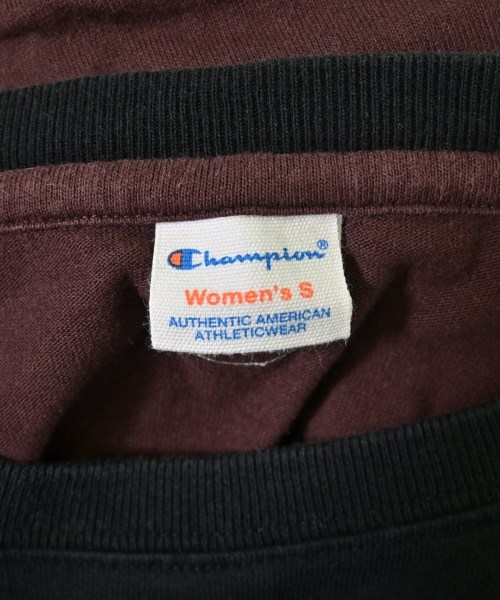 Champion®
Women's S
AUTHENTIC AMERICAN
ATHLETICWEAR